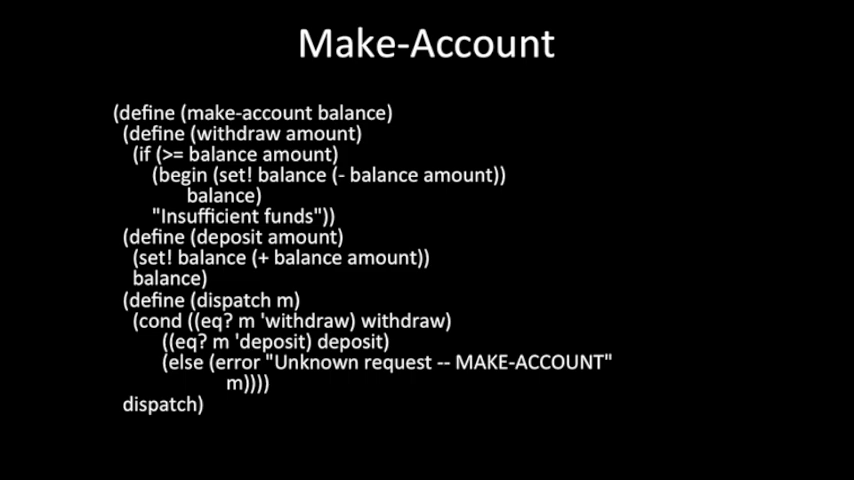 Make-Account
(define (make-account balance)
(define (withdraw amount)
(if (>= balance amount)
(begin (set! balance (- balance amount))
balance)
"Insufficient funds"))
(define (deposit amount)
(set! balance (+ balance amount))
balance)
(define (dispatch m)
(cond ((eq? m 'withdraw) withdraw)
((eq? m 'deposit) deposit)
(else (error "Unknown request -- MAKE-ACCOUNT"
m))))
dispatch)